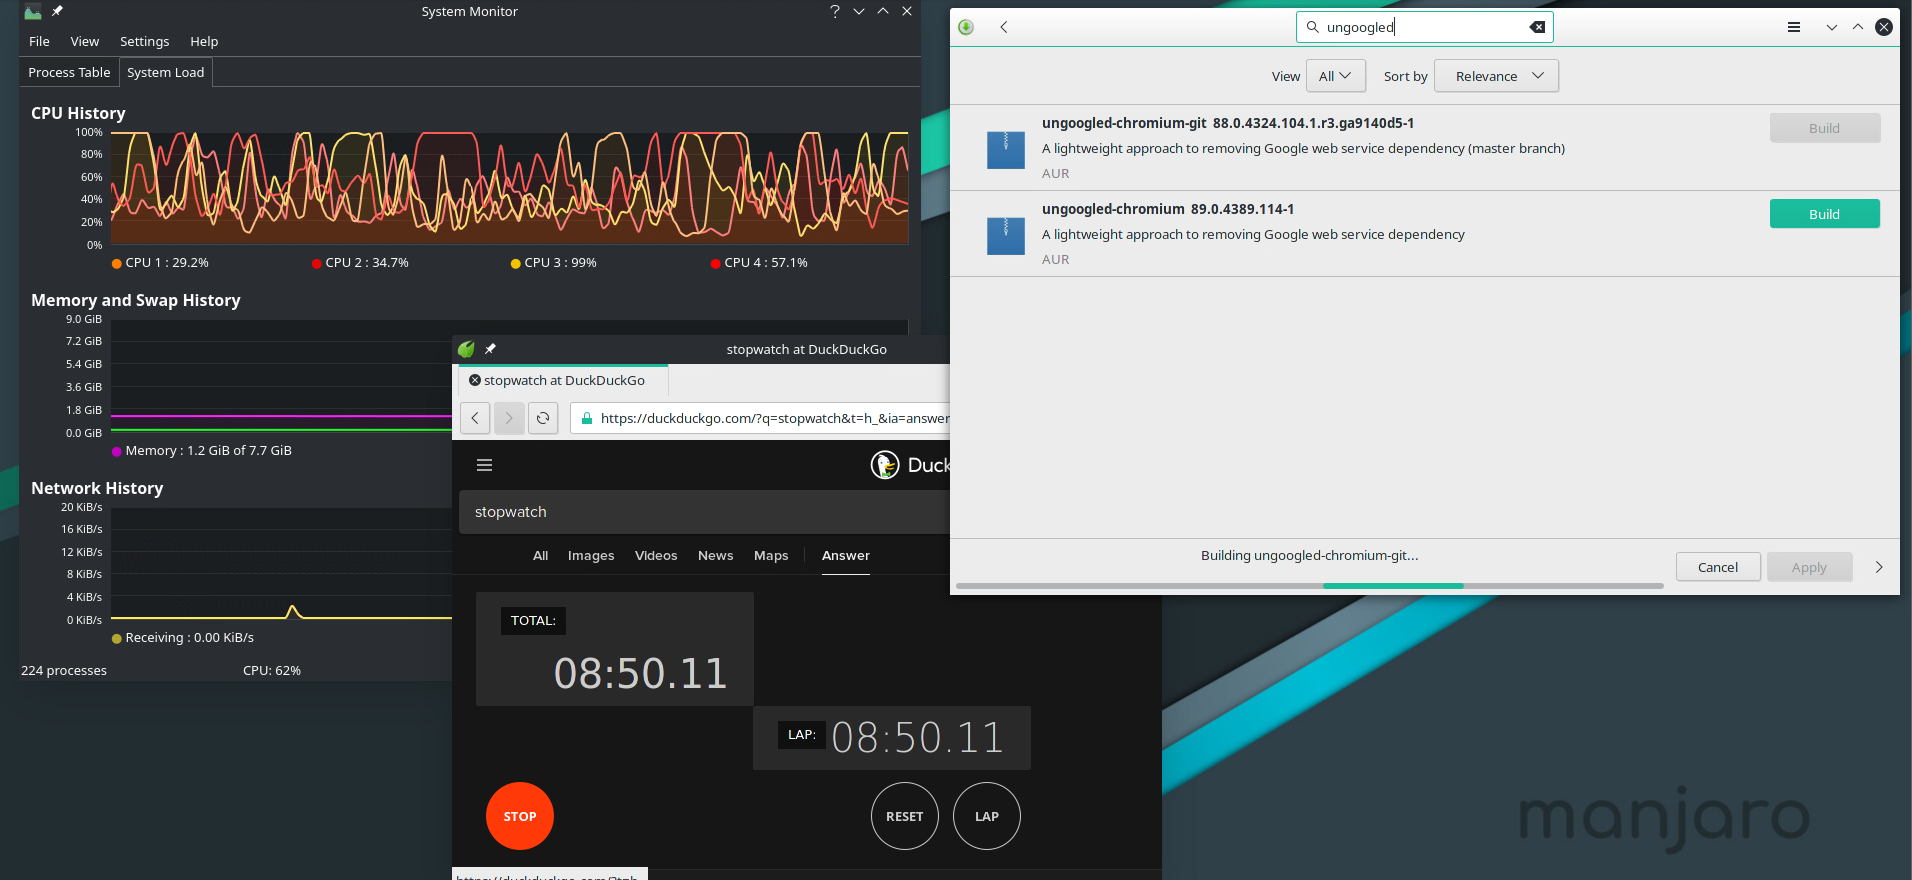 System Monitor
File View Settings Help
Process Table System Load
CPU History
100%
80%
60%
40%
20%
0%
CPU 1 : 29.2% CPU 2 : 34.7% CPU 3 : 99% CPU 4 : 57.1%
Memory and Swap History
9.0 GiB
7.2 GiB
5.4 GiB
3.6 GiB
1.8 GiB
0.0 GiB
Memory : 1.2 GiB of 7.7 GiB
Network History
20 KiB/s
16 KiB/s
12 KiB/s
8 KiB/s
4 KiB/s
0 KiB/s
Receiving : 0.00 KiB/s
224 processes CPU: 62%
stopwatch at DuckDuckGo
stopwatch at DuckDuckGo
https://duckduckgo.com/?q=stopwatch&t=h_&ia=answer
Duck
stopwatch
All Images Videos News Maps Answer
TOTAL:
08:50.11
LAP: 08:50.11
STOP RESET LAP
ungoogled
View All Sort by Relevance
ungoogled-chromium-git 88.0.4324.104.1.r3.ga9140d5-1
Build
A lightweight approach to removing Google web service dependency (master branch)
AUR
ungoogled-chromium 89.0.4389.114-1
Build
A lightweight approach to removing Google web service dependency
AUR
Building ungoogled-chromium-git...
Cancel Apply
manjaro